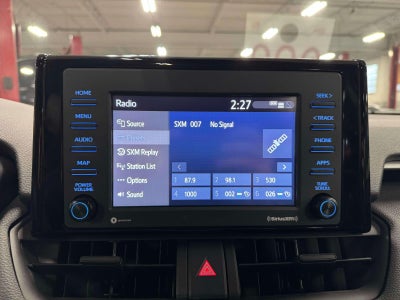 HOME
MENU
AUDIO
MAP
POWER
VOLUME
Radio
2:27
Source
SXM 007 No Signal
SXM Replay
Station List
Options
Sound
1 87.9
2 98.1
3 530
4 1000
5 002
6 026
SEEK>
<TRACK
PHONE
APPS
TUNE
SCROLL
SiriusXM